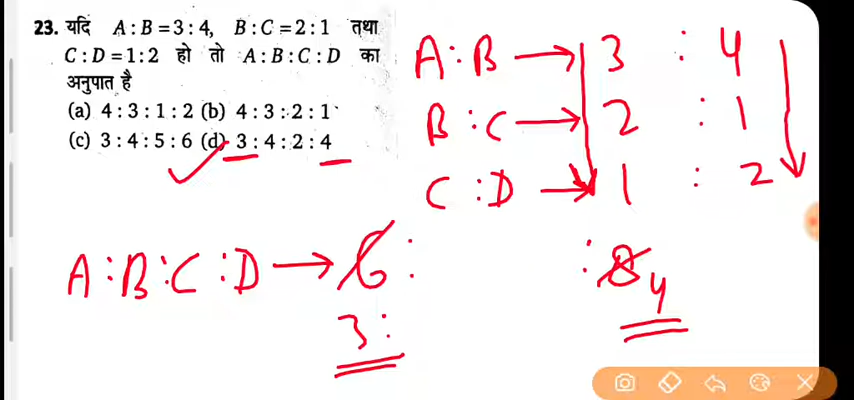 23. यदि A : B = 3 : 4, B : C = 2 : 1 तथा
C : D = 1 : 2 हो तो A : B : C : D का
अनुपात है
(a) 4 : 3 : 1 : 2 (b) 4 : 3 : 2 : 1
(c) 3 : 4 : 5 : 6 (d) 3 : 4 : 2 : 4
A : B → 3 : 4
B : C → 2 : 1
C : D → 1 : 2
A : B : C : D → 6 : : 8 4
3 :